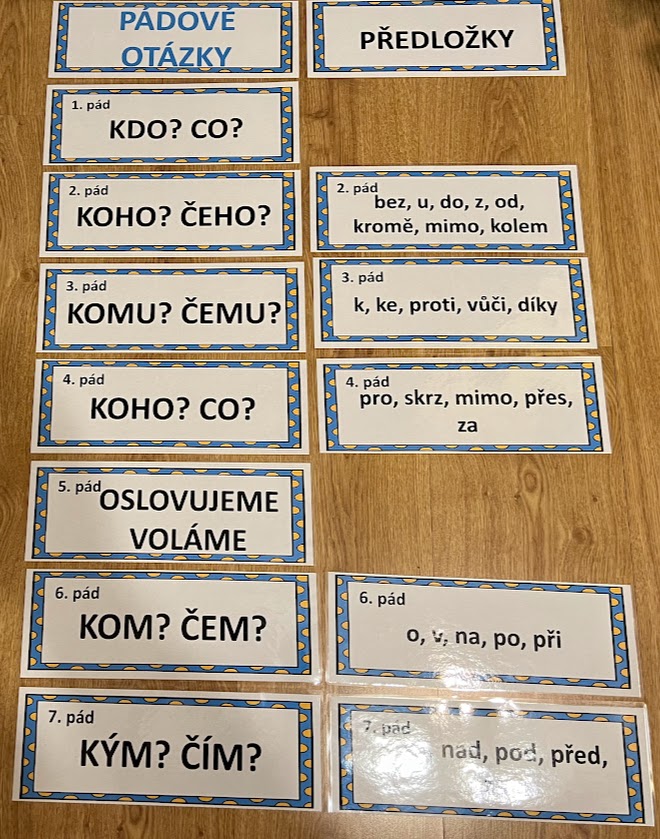 PÁDOVÉ
OTÁZKY
PŘEDLOŽKY
1. pád
KDO? CO?
2. pád
KOHO? ČEHO?
2. pád
bez, u, do, z, od,
kromě, mimo, kolem
3. pád
KOMU? ČEMU?
3. pád
k, ke, proti, vůči, díky
4. pád
KOHO? CO?
4. pád
pro, skrz, mimo, přes,
za
5. pád
OSLOVUJEME
VOLÁME
6. pád
KOM? ČEM?
6. pád
o, v, na, po, při
7. pád
KÝM? ČÍM?
7. pád
nad, pod, před,